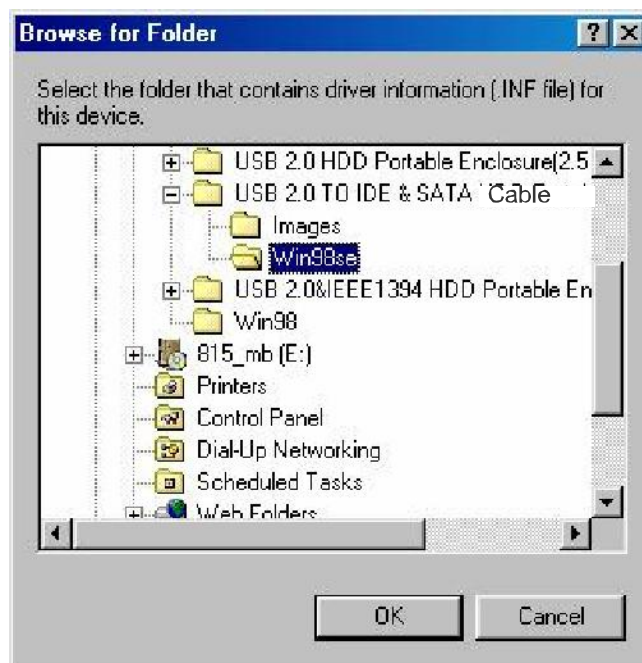 Browse for Folder
Select the folder that contains driver information (.INF file) for
this device.
USB 2.0 HDD Portable Enclosure(2.5
USB 2.0 TO IDE & SATA Cable
Images
Win98se
USB 2.0&IEEE1394 HDD Portable En
Win98
815_mb (E:)
Printers
Control Panel
Dial-Up Networking
Scheduled Tasks
Web Folders
OK Cancel